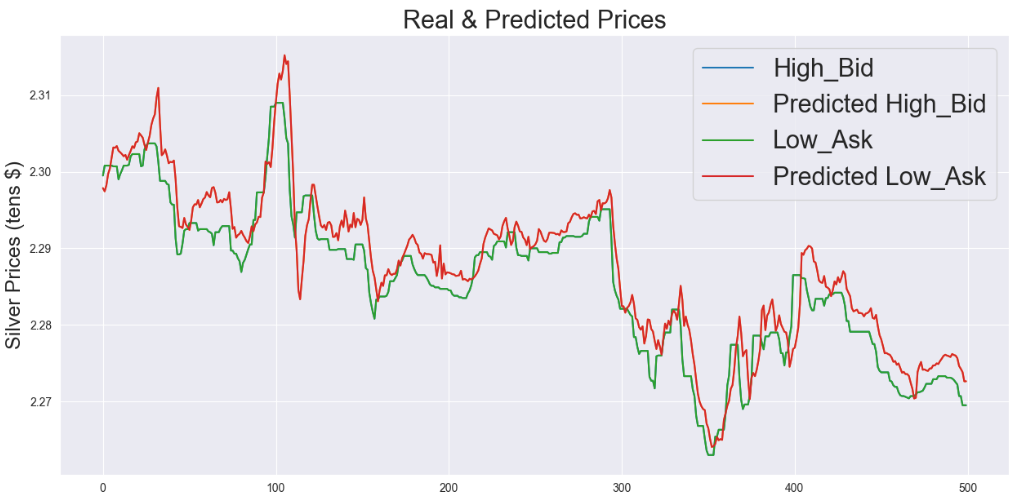 Real & Predicted Prices
Silver Prices (tens $)
2.31
2.30
2.29
2.28
2.27
High_Bid
Predicted High_Bid
Low_Ask
Predicted Low_Ask
0
100
200
300
400
500